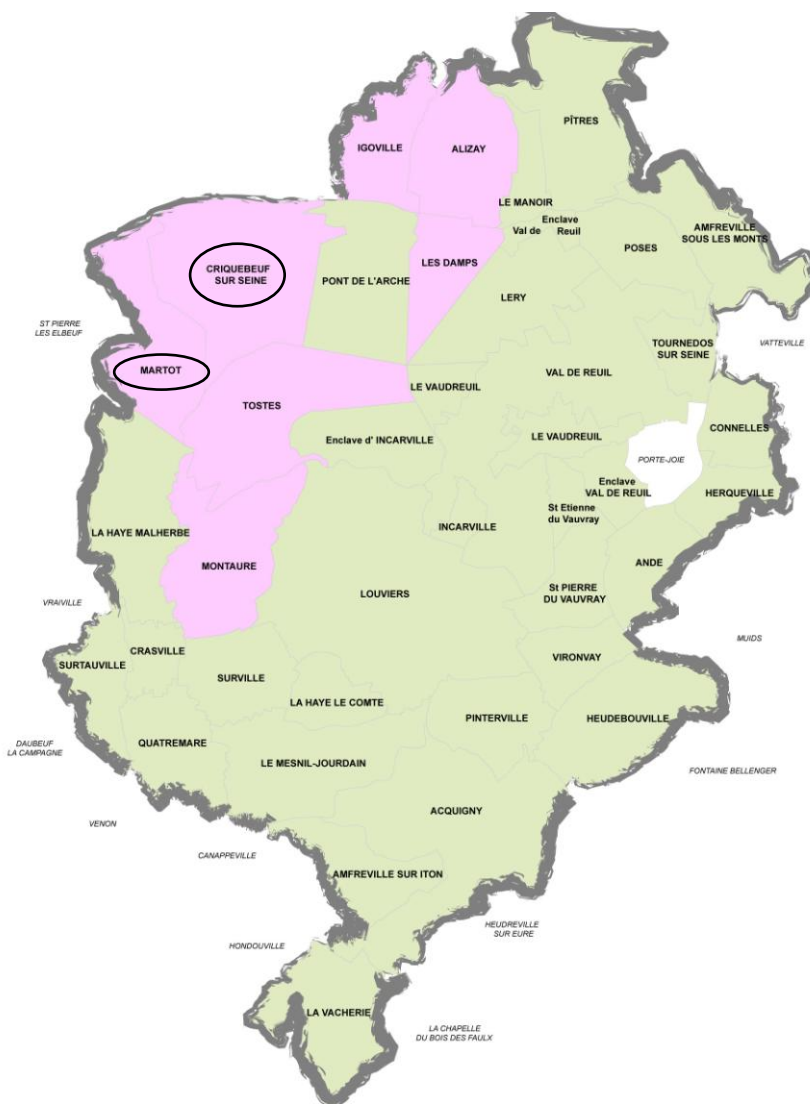 PÎTRES
IGOVILLE
ALIZAY
LE MANOIR
Enclave
Val de Reuil
AMFREVILLE
SOUS LES MONTS
POSES
CRIQUEBEUF
SUR SEINE
PONT DE L'ARCHE
LES DAMPS
LERY
ST PIERRE
LES ELBEUF
TOURNEDOS
SUR SEINE
VATTEVILLE
MARTOT
LE VAUDREUIL
VAL DE REUIL
TOSTES
CONNELLES
Enclave d' INCARVILLE
LE VAUDREUIL
PORTE-JOIE
Enclave
VAL DE REUIL
HERQUEVILLE
St Etienne
du Vauvray
INCARVILLE
LA HAYE MALHERBE
MONTAURE
ANDE
LOUVIERS
St PIERRE
DU VAUVRAY
VRAIVILLE
MUIDS
CRASVILLE
VIRONVAY
SURTAUVILLE
SURVILLE
LA HAYE LE COMTE
PINTERVILLE
HEUDEBOUVILLE
DAUBEUF
LA CAMPAGNE
QUATREMARE
LE MESNIL-JOURDAIN
FONTAINE BELLENGER
ACQUIGNY
VENON
CANAPPEVILLE
AMFREVILLE SUR ITON
HEUDREVILLE
SUR EURE
HONDOUVILLE
LA VACHERIE
LA CHAPELLE
DU BOIS DES FAULX